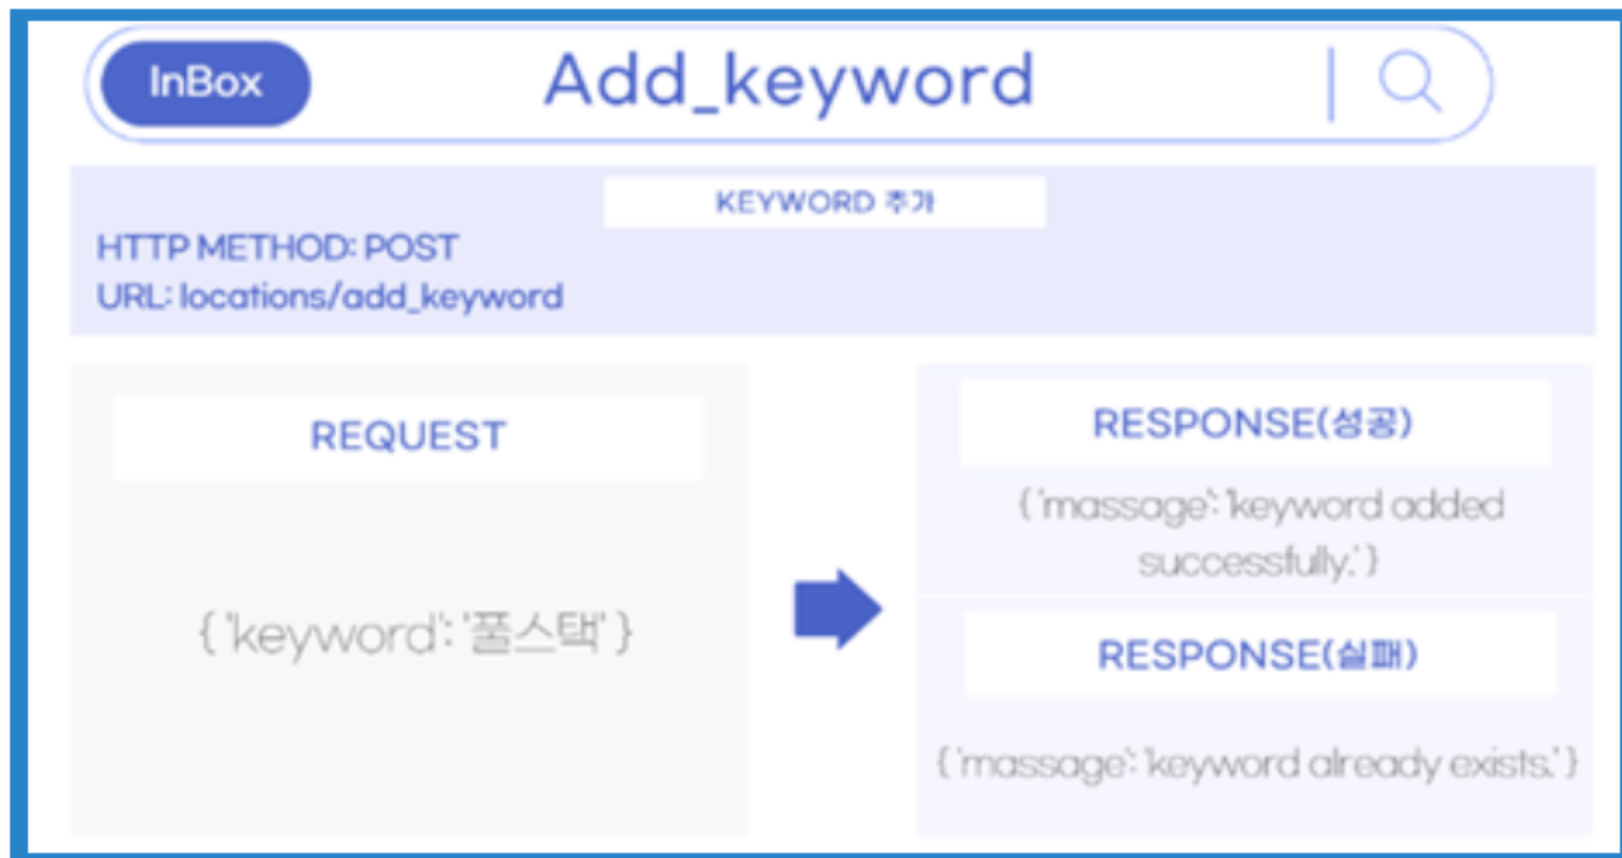 InBox
Add_keyword
KEYWORD 추가
HTTP METHOD: POST
URL: locations/add_keyword
REQUEST
{ 'keyword': '풀스택' }
RESPONSE(성공)
{ 'massage': 'keyword added
successfully.' }
RESPONSE(실패)
{ 'massage': 'keyword already exists.' }